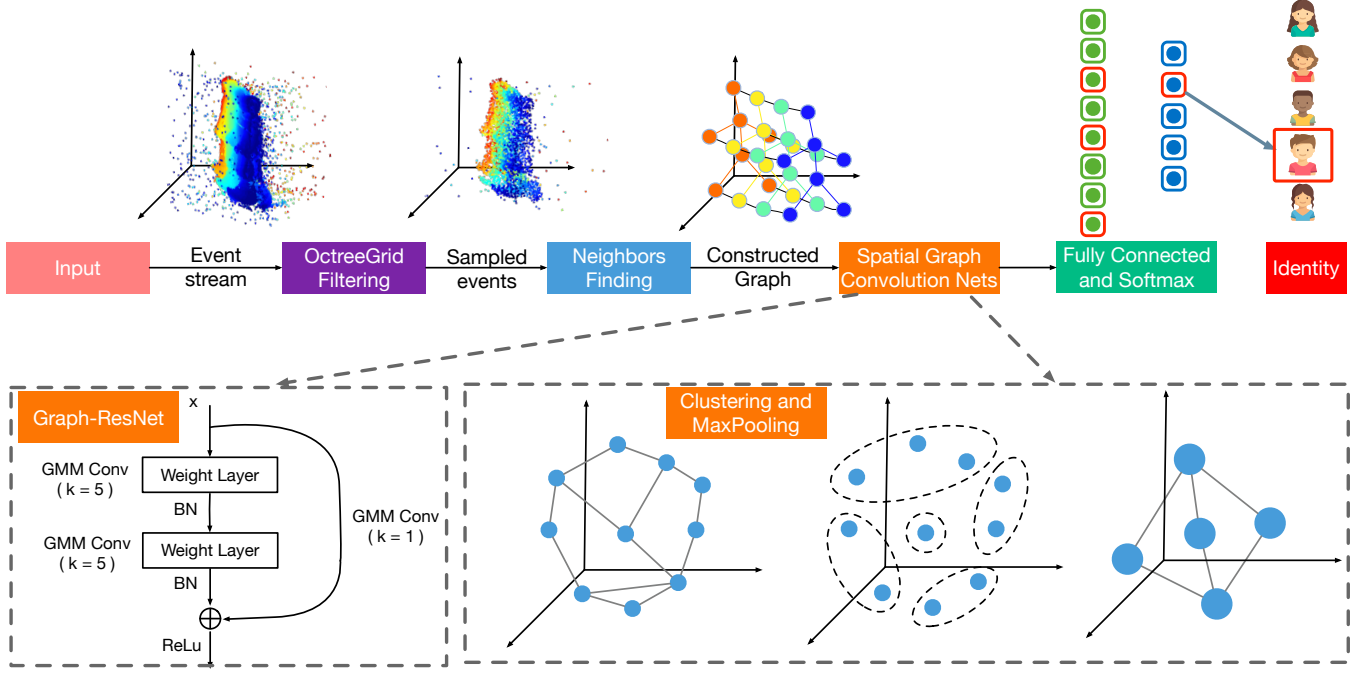 Input
Event
stream
OctreeGrid
Filtering
Sampled
events
Neighbors
Finding
Constructed
Graph
Spatial Graph
Convolution Nets
Fully Connected
and Softmax
Identity
Graph-ResNet
x
GMM Conv
( k = 5 )
Weight Layer
BN
GMM Conv
( k = 5 )
Weight Layer
BN
GMM Conv
( k = 1 )
ReLu
Clustering and
MaxPooling